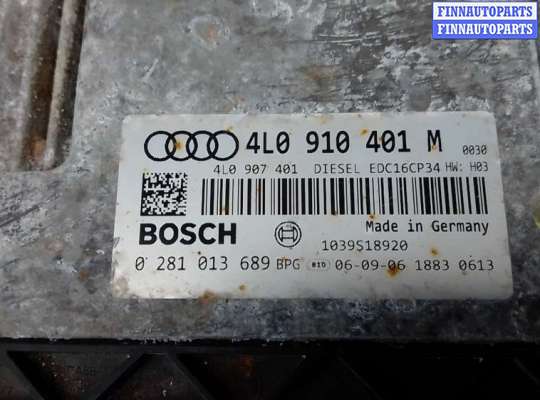 FINNAUTOPARTS
FINNAUTOPARTS
4L0 910 401 M 0030
4L0 907 401 DIESEL EDC16CP34 HW: H03
BOSCH
Made in Germany
1039S18920
0 281 013 689 BPG 06-09-06 1883 0613